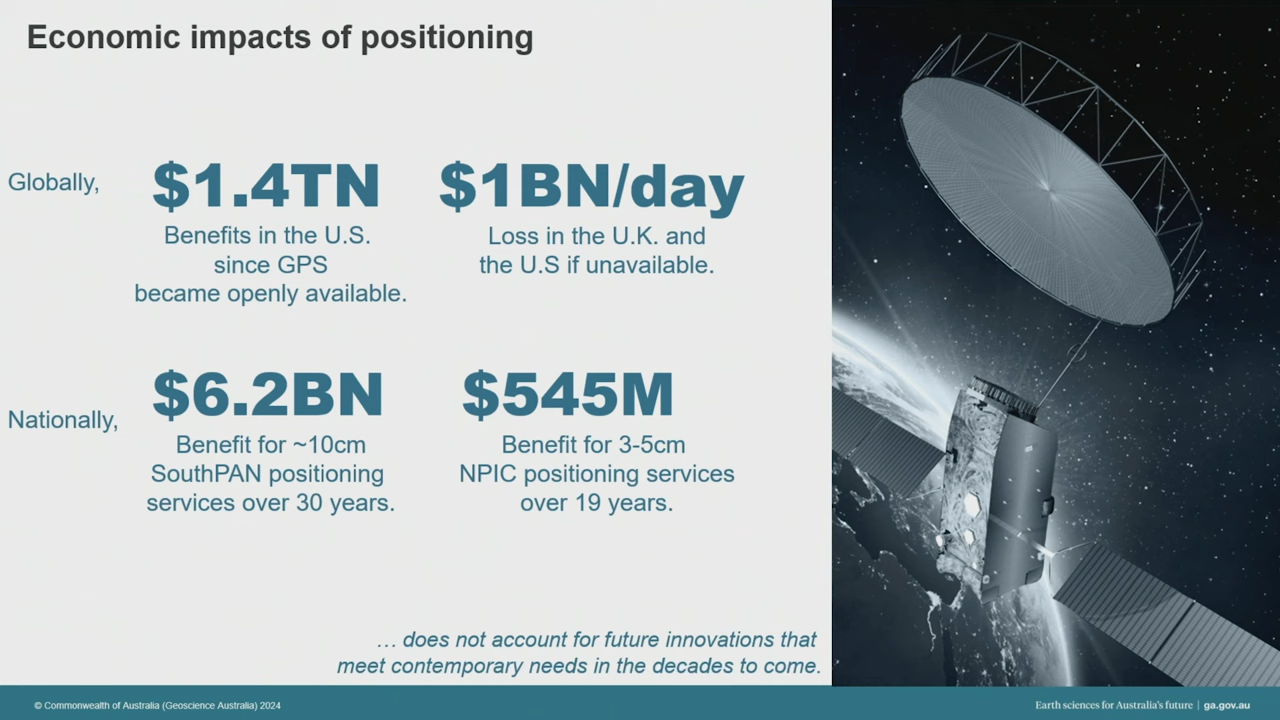 Economic impacts of positioning
Globally,
$1.4TN
Benefits in the U.S.
since GPS
became openly available.
$1BN/day
Loss in the U.K. and
the U.S if unavailable.
Nationally,
$6.2BN
Benefit for ~10cm
SouthPAN positioning
services over 30 years.
$545M
Benefit for 3-5cm
NPIC positioning services
over 19 years.
… does not account for future innovations that
meet contemporary needs in the decades to come.
© Commonwealth of Australia (Geoscience Australia) 2024
Earth sciences for Australia's future | ga.gov.au